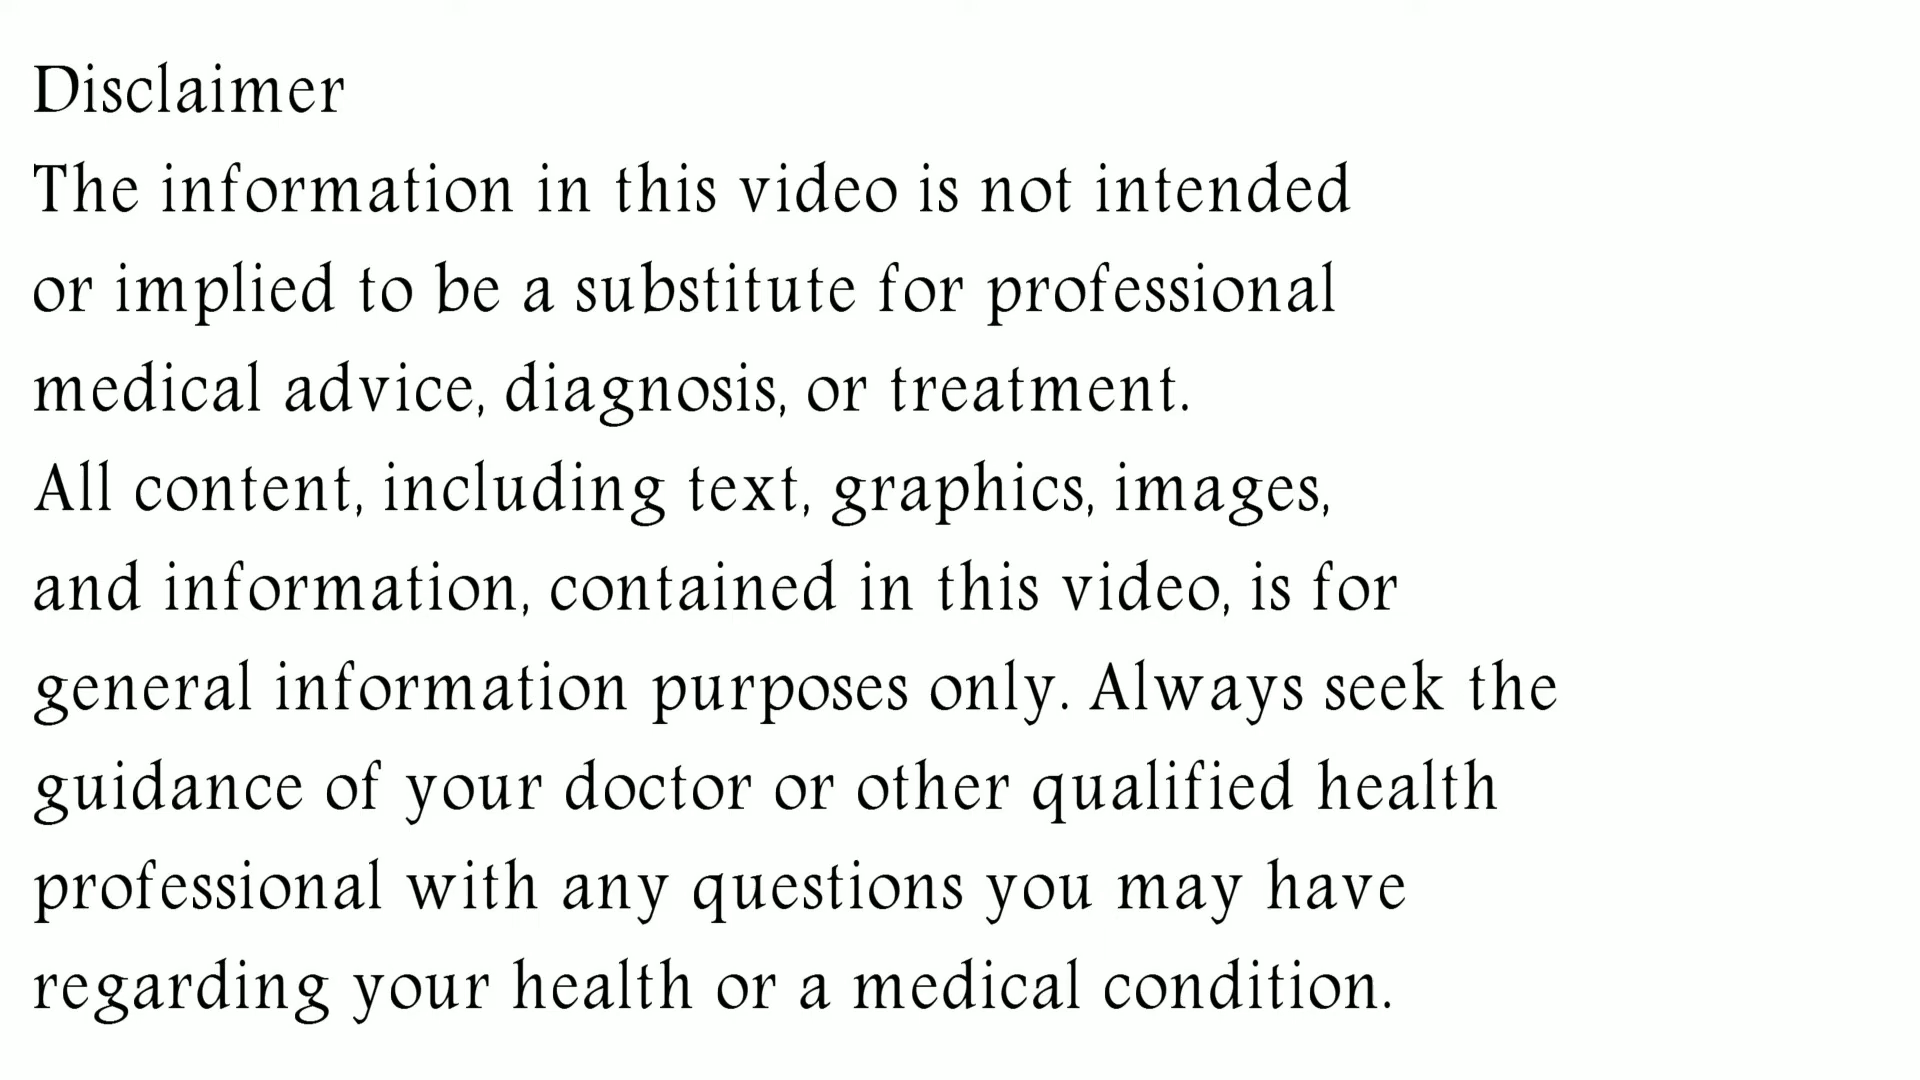 Disclaimer
The information in this video is not intended
or implied to be a substitute for professional
medical advice, diagnosis, or treatment.
All content, including text, graphics, images,
and information, contained in this video, is for
general information purposes only. Always seek the
guidance of your doctor or other qualified health
professional with any questions you may have
regarding your health or a medical condition.